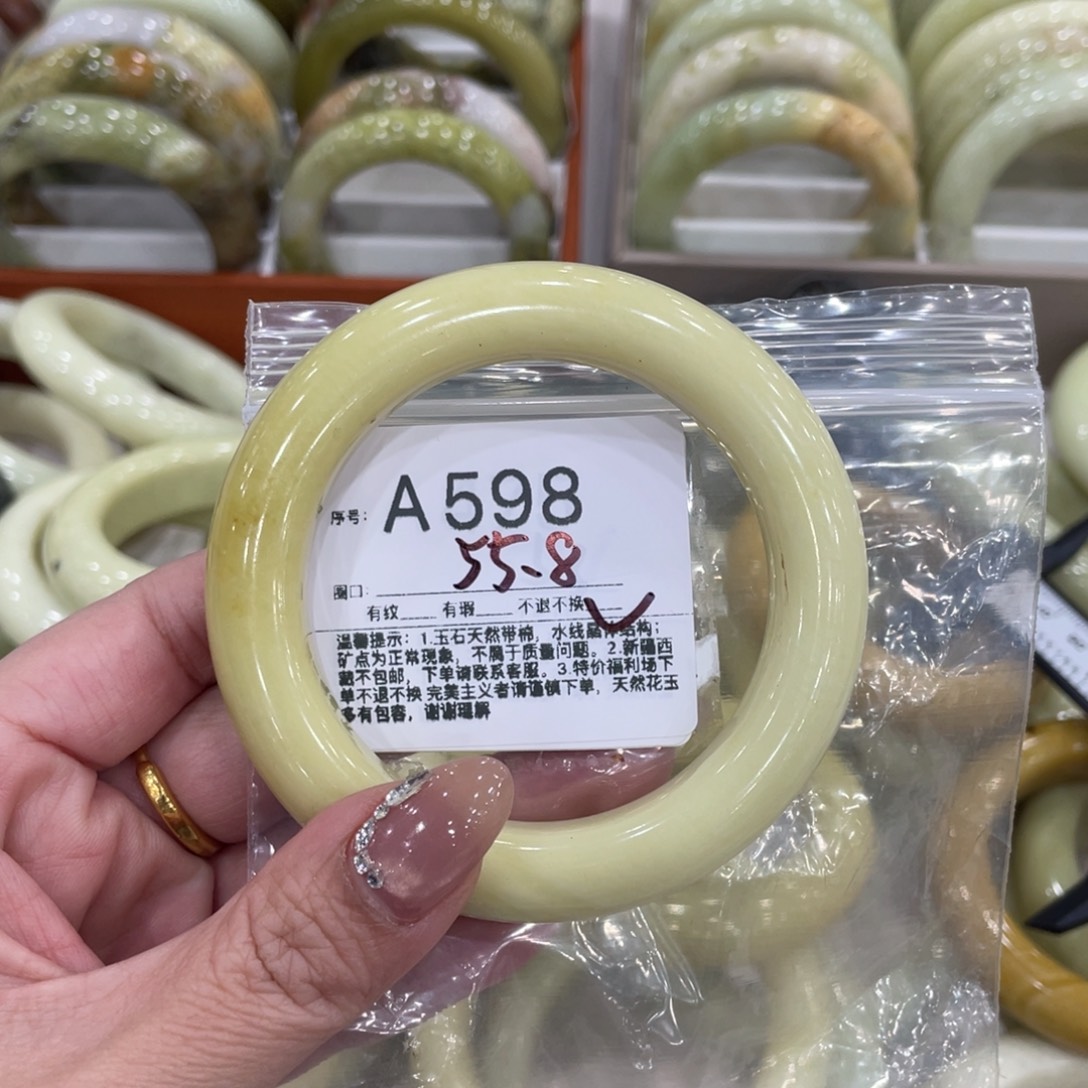 序号: A598
圈口: 55.8
有纹 有瑕 不退不换
温馨提示：1.玉石天然带棉，水线晶体结构；
矿点为正常现象，不属于质量问题。2.新疆西
藏不包邮，下单请联系客服。3.特价福利场下
单不退不换 完美主义者请谨慎下单，天然花玉
多有包容，谢谢理解